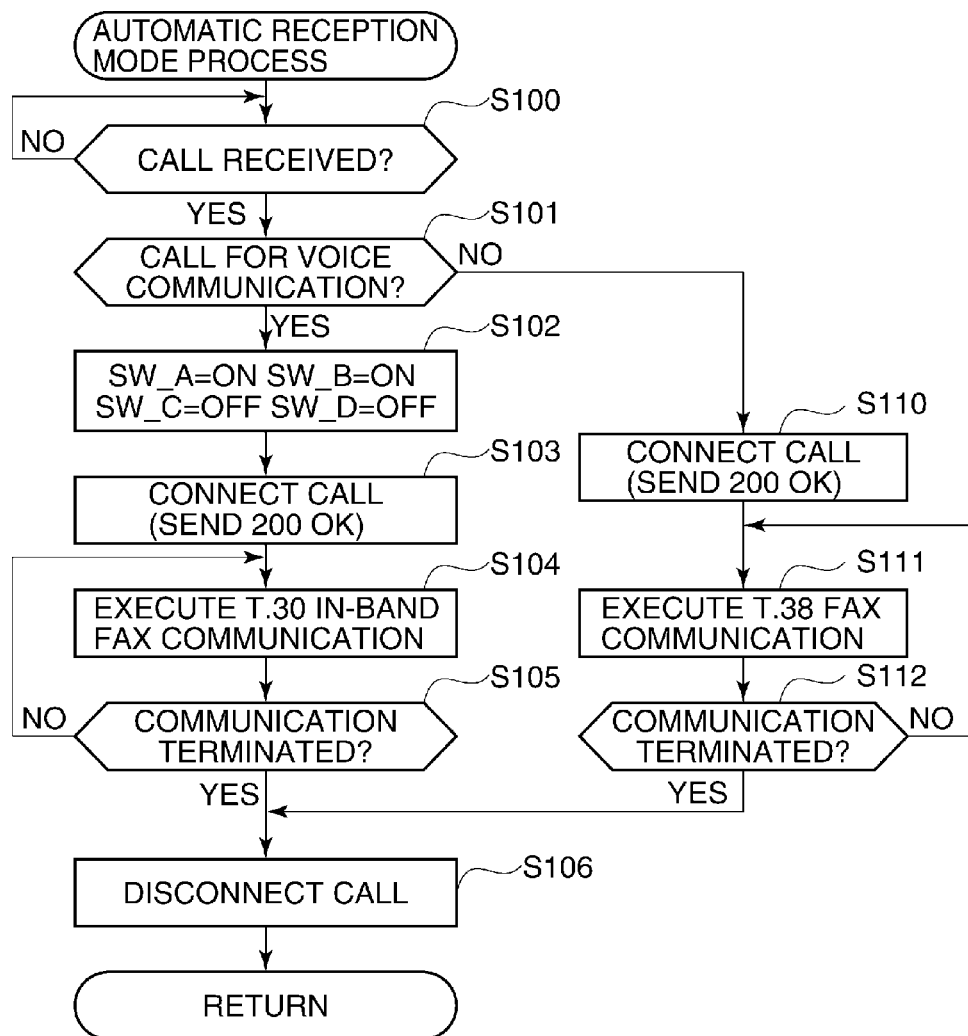 AUTOMATIC RECEPTION
MODE PROCESS
S100
NO
CALL RECEIVED?
YES
S101
CALL FOR VOICE
COMMUNICATION?
NO
YES
S102
SW_A=ON SW_B=ON
SW_C=OFF SW_D=OFF
S103
CONNECT CALL
(SEND 200 OK)
S104
EXECUTE T.30 IN-BAND
FAX COMMUNICATION
S105
NO
COMMUNICATION
TERMINATED?
YES
S110
CONNECT CALL
(SEND 200 OK)
S111
EXECUTE T.38 FAX
COMMUNICATION
S112
COMMUNICATION
TERMINATED?
NO
YES
S106
DISCONNECT CALL
RETURN